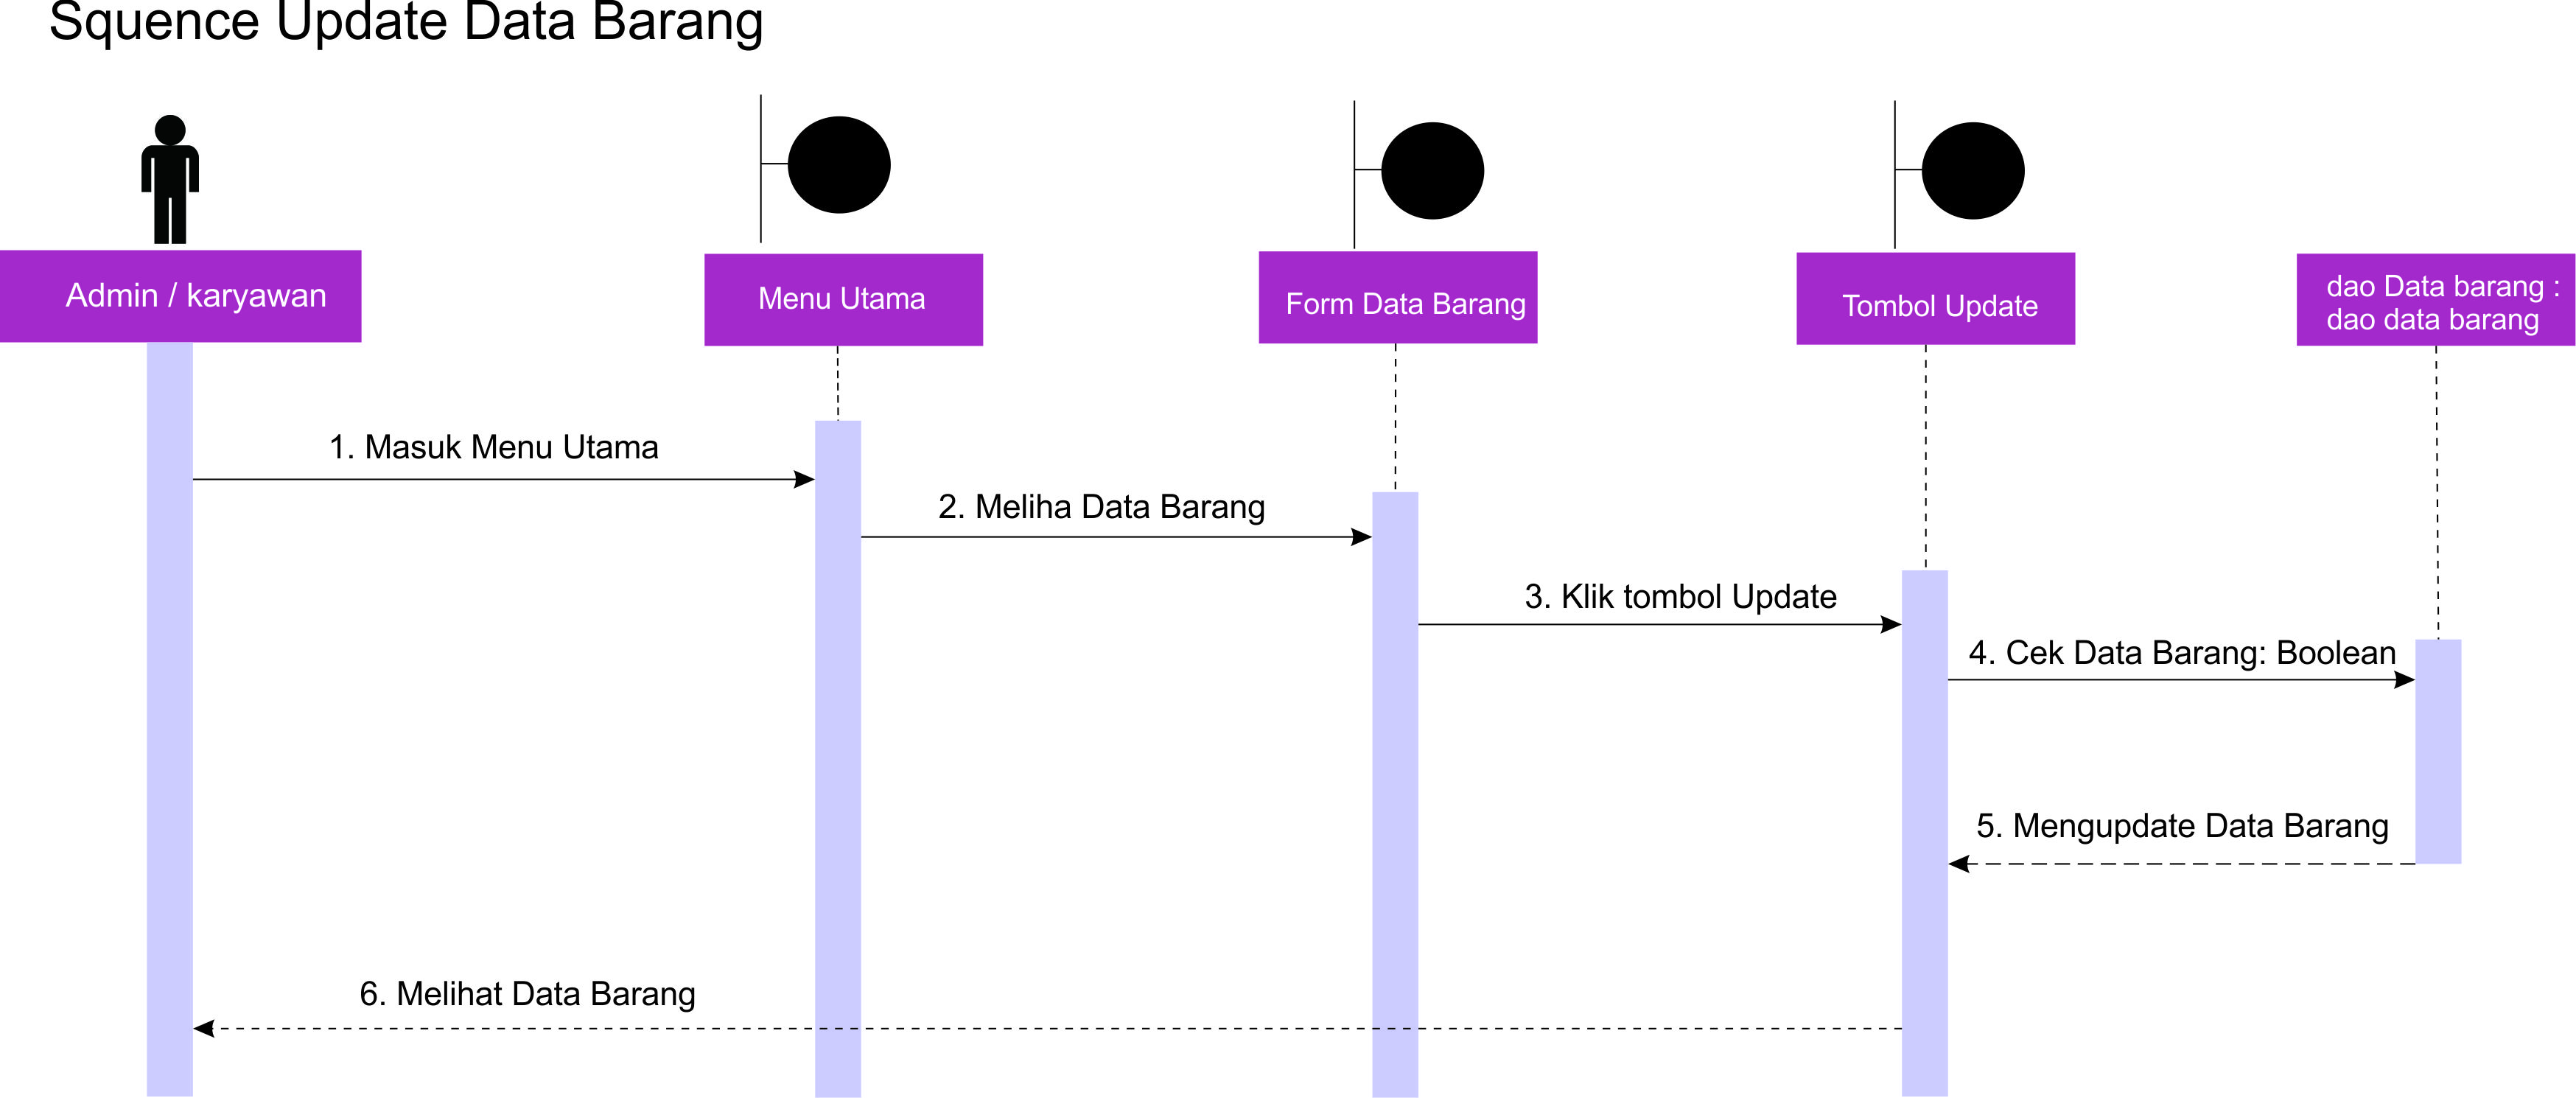 Squence Update Data Barang
Admin / karyawan
Menu Utama
Form Data Barang
Tombol Update
dao Data barang :
dao data barang
1. Masuk Menu Utama
2. Meliha Data Barang
3. Klik tombol Update
4. Cek Data Barang: Boolean
5. Mengupdate Data Barang
6. Melihat Data Barang